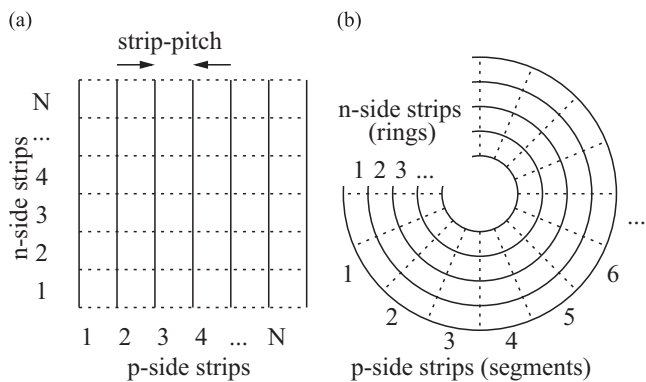 (a)
strip-pitch
N
...
4
3
2
1
n-side strips
1 2 3 4 ... N
p-side strips
(b)
n-side strips
(rings)
1 2 3 ...
...
1
2
3
4
5
6
p-side strips (segments)